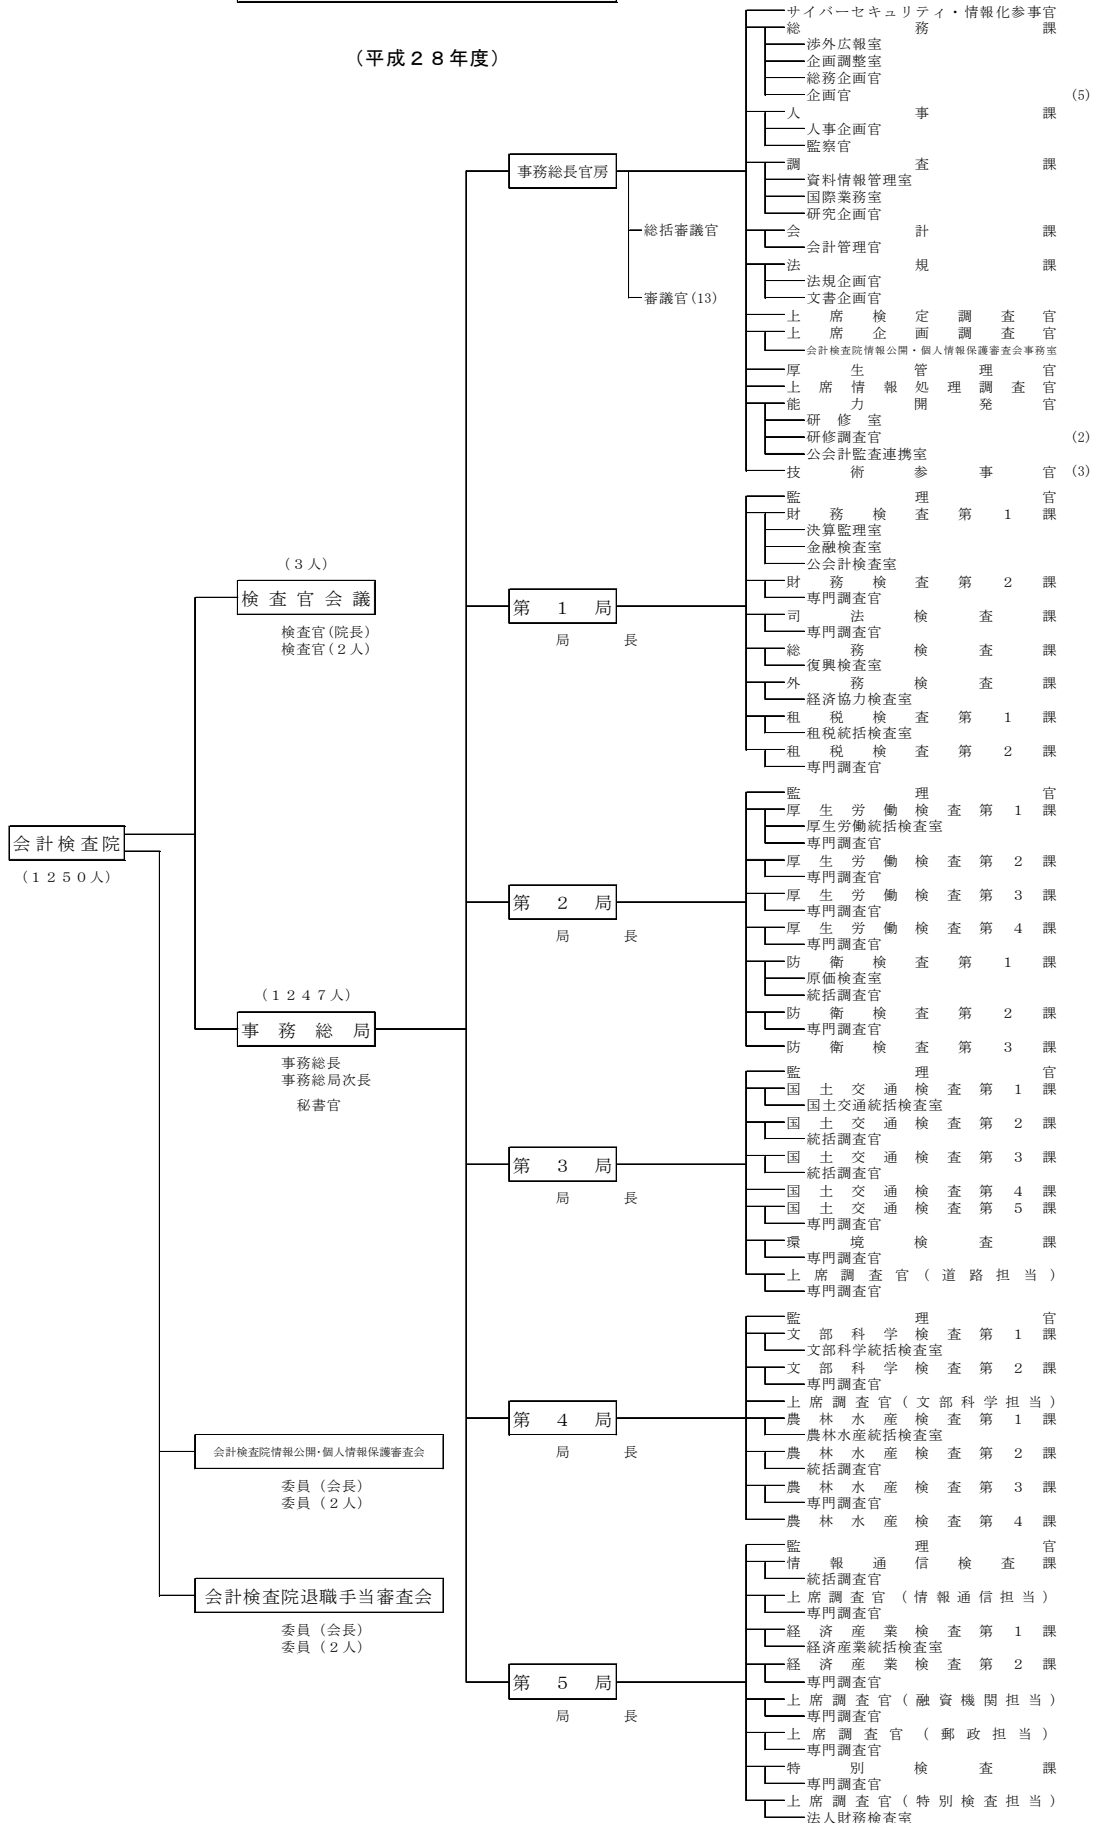 (平成２８年度)
会計検査院
(１２５０人)
(３人)
検査官会議
検査官(院長)
検査官(２人)
(１２４７人)
事務総局
事務総長
事務総局次長
秘書官
会計検査院情報公開・個人情報保護審査会
委員(会長)
委員(２人)
会計検査院退職手当審査会
委員(会長)
委員(２人)
事務総長官房
総括審議官
審議官(13)
サイバーセキュリティ・情報化参事官
総務課
渉外広報室
企画調整室
総務企画官
企画官 (5)
人事課
人事企画官
監察官
調査課
資料情報管理室
国際業務室
研究企画官
会計課
会計管理官
法規課
法規企画官
文書企画官
上席検定調査官
上席企画調査官
会計検査院情報公開・個人情報保護審査会事務室
厚生管理官
上席情報処理調査官
能力開発官
研修室
研修調査官 (2)
公会計監査連携室
技術参事官 (3)
第１局
局長
監理官
財務検査第１課
決算監理室
金融検査室
公会計検査室
財務検査第２課
専門調査官
司法検査課
専門調査官
総務検査課
復興検査室
外務検査課
経済協力検査室
租税検査第１課
租税統括検査室
租税検査第２課
専門調査官
第２局
局長
監理官
厚生労働検査第１課
厚生労働統括検査室
専門調査官
厚生労働検査第２課
専門調査官
厚生労働検査第３課
専門調査官
厚生労働検査第４課
専門調査官
防衛検査第１課
原価検査室
統括調査官
防衛検査第２課
専門調査官
防衛検査第３課
第３局
局長
監理官
国土交通検査第１課
国土交通統括検査室
国土交通検査第２課
統括調査官
国土交通検査第３課
統括調査官
国土交通検査第４課
国土交通検査第５課
専門調査官
環境検査課
専門調査官
上席調査官(道路担当)
専門調査官
第４局
局長
監理官
文部科学検査第１課
文部科学統括検査室
文部科学検査第２課
専門調査官
上席調査官(文部科学担当)
農林水産検査第１課
農林水産統括検査室
農林水産検査第２課
統括調査官
農林水産検査第３課
専門調査官
農林水産検査第４課
第５局
局長
監理官
情報通信検査課
統括調査官
上席調査官(情報通信担当)
専門調査官
経済産業検査第１課
経済産業統括検査室
経済産業検査第２課
専門調査官
上席調査官(融資機関担当)
専門調査官
上席調査官(郵政担当)
専門調査官
特別検査課
専門調査官
上席調査官(特別検査担当)
法人財務検査室